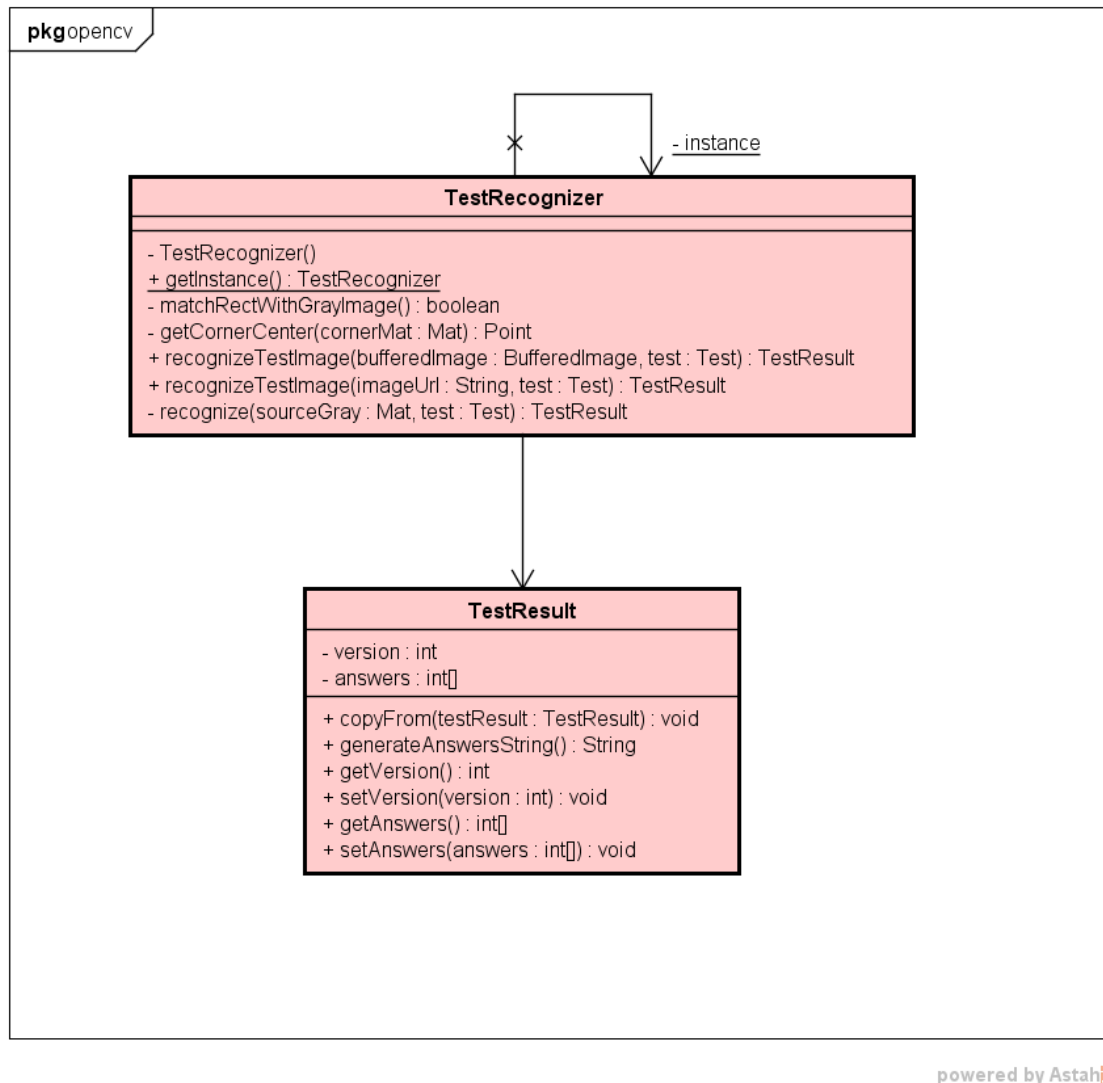 pkg opencv
- instance
TestRecognizer
- TestRecognizer()
+ getInstance() : TestRecognizer
- matchRectWithGrayImage() : boolean
- getCornerCenter(cornerMat : Mat) : Point
+ recognizeTestImage(bufferedImage : BufferedImage, test : Test) : TestResult
+ recognizeTestImage(imageUrl : String, test : Test) : TestResult
- recognize(sourceGray : Mat, test : Test) : TestResult
TestResult
- version : int
- answers : int[]
+ copyFrom(testResult : TestResult) : void
+ generateAnswersString() : String
+ getVersion() : int
+ setVersion(version : int) : void
+ getAnswers() : int[]
+ setAnswers(answers : int[]) : void
powered by Astah